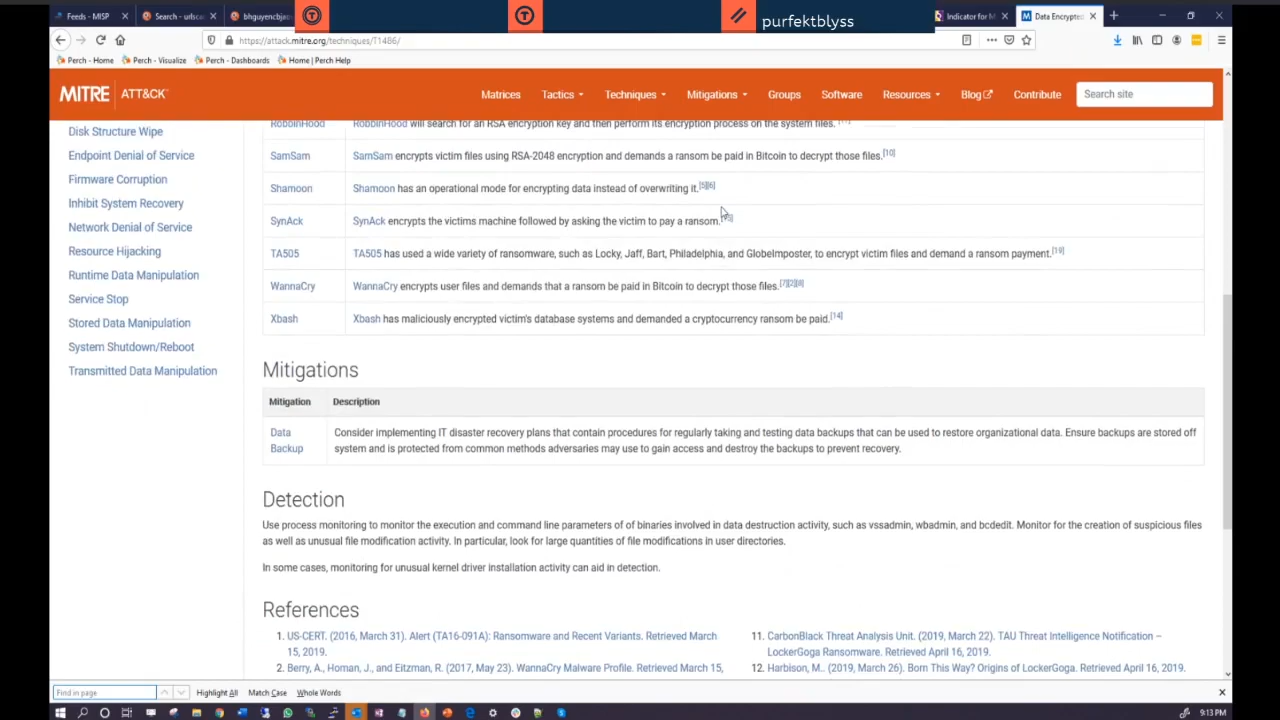 Feeds - MISP
Search - urlsc
bhguyencbjac
purfektblyss
Indicator for M
Data Encrypted
https://attack.mitre.org/techniques/T1486/
Perch - Home
Perch - Visualize
Perch - Dashboards
Home | Perch Help
MITRE | ATT&CK
Matrices
Tactics
Techniques
Mitigations
Groups
Software
Resources
Blog
Contribute
Search site
Disk Structure Wipe
Endpoint Denial of Service
Firmware Corruption
Inhibit System Recovery
Network Denial of Service
Resource Hijacking
Runtime Data Manipulation
Service Stop
Stored Data Manipulation
System Shutdown/Reboot
Transmitted Data Manipulation
RobbinHood RobbinHood will search for an RSA encryption key and then perform its encryption process on the system files.
SamSam SamSam encrypts victim files using RSA-2048 encryption and demands a ransom be paid in Bitcoin to decrypt those files.[10]
Shamoon Shamoon has an operational mode for encrypting data instead of overwriting it.[5][6]
SynAck SynAck encrypts the victims machine followed by asking the victim to pay a ransom.
TA505 TA505 has used a wide variety of ransomware, such as Locky, Jaff, Bart, Philadelphia, and GlobeImposter, to encrypt victim files and demand a ransom payment.[19]
WannaCry WannaCry encrypts user files and demands that a ransom be paid in Bitcoin to decrypt those files.[7][2][8]
Xbash Xbash has maliciously encrypted victim's database systems and demanded a cryptocurrency ransom be paid.[14]
Mitigations
Mitigation Description
Data
Backup
Consider implementing IT disaster recovery plans that contain procedures for regularly taking and testing data backups that can be used to restore organizational data. Ensure backups are stored off
system and is protected from common methods adversaries may use to gain access and destroy the backups to prevent recovery.
Detection
Use process monitoring to monitor the execution and command line parameters of of binaries involved in data destruction activity, such as vssadmin, wbadmin, and bcdedit. Monitor for the creation of suspicious files
as well as unusual file modification activity. In particular, look for large quantities of file modifications in user directories.
In some cases, monitoring for unusual kernel driver installation activity can aid in detection.
References
1. US-CERT. (2016, March 31). Alert (TA16-091A): Ransomware and Recent Variants. Retrieved March
15, 2019.
2. Berry, A., Homan, J., and Eitzman, R. (2017, May 23). WannaCry Malware Profile. Retrieved March 15,
11. CarbonBlack Threat Analysis Unit. (2019, March 22). TAU Threat Intelligence Notification –
LockerGoga Ransomware. Retrieved April 16, 2019.
12. Harbison, M.. (2019, March 26). Born This Way? Origins of LockerGoga. Retrieved April 16, 2019.
Find in page
Highlight All
Match Case
Whole Words
9:13 PM